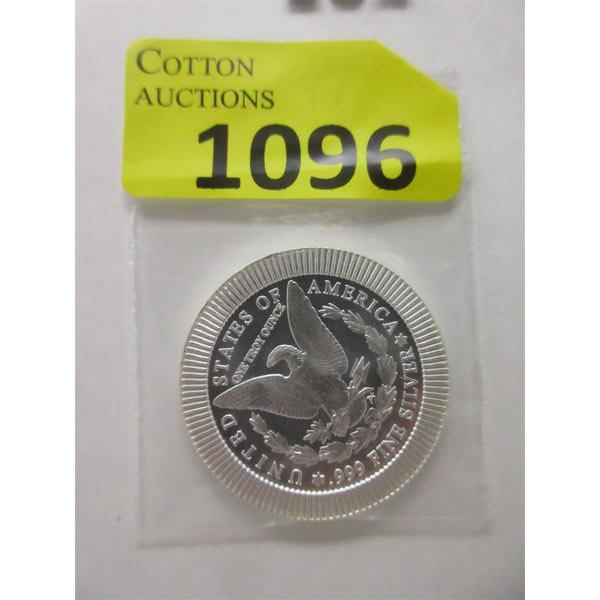 COTTON
AUCTIONS
1096
UNITED STATES OF AMERICA
ONE TROY OUNCE
.999 FINE SILVER